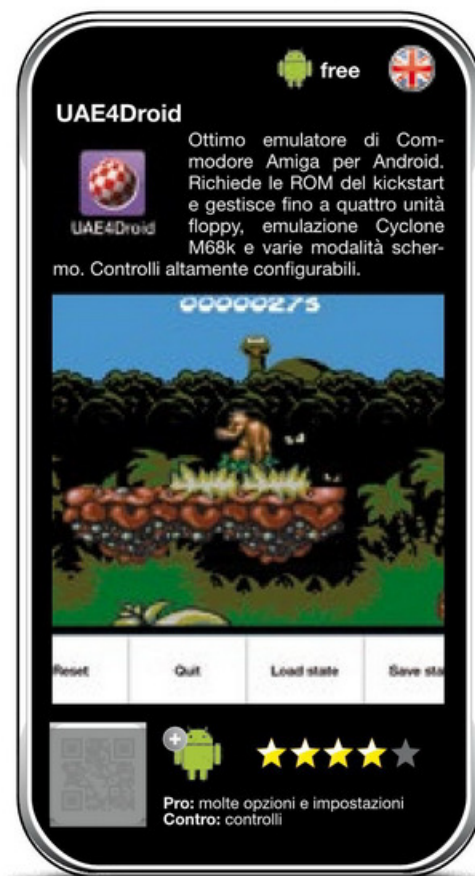 free
UAE4Droid
Ottimo emulatore di Com-
modore Amiga per Android.
Richiede le ROM del kickstart
e gestisce fino a quattro unità
floppy, emulazione Cyclone
M68k e varie modalità scher-
mo. Controlli altamente configurabili.
UAE4Droid
00000275
Reset Quit Load state Save sta
Pro: molte opzioni e impostazioni
Contro: controlli